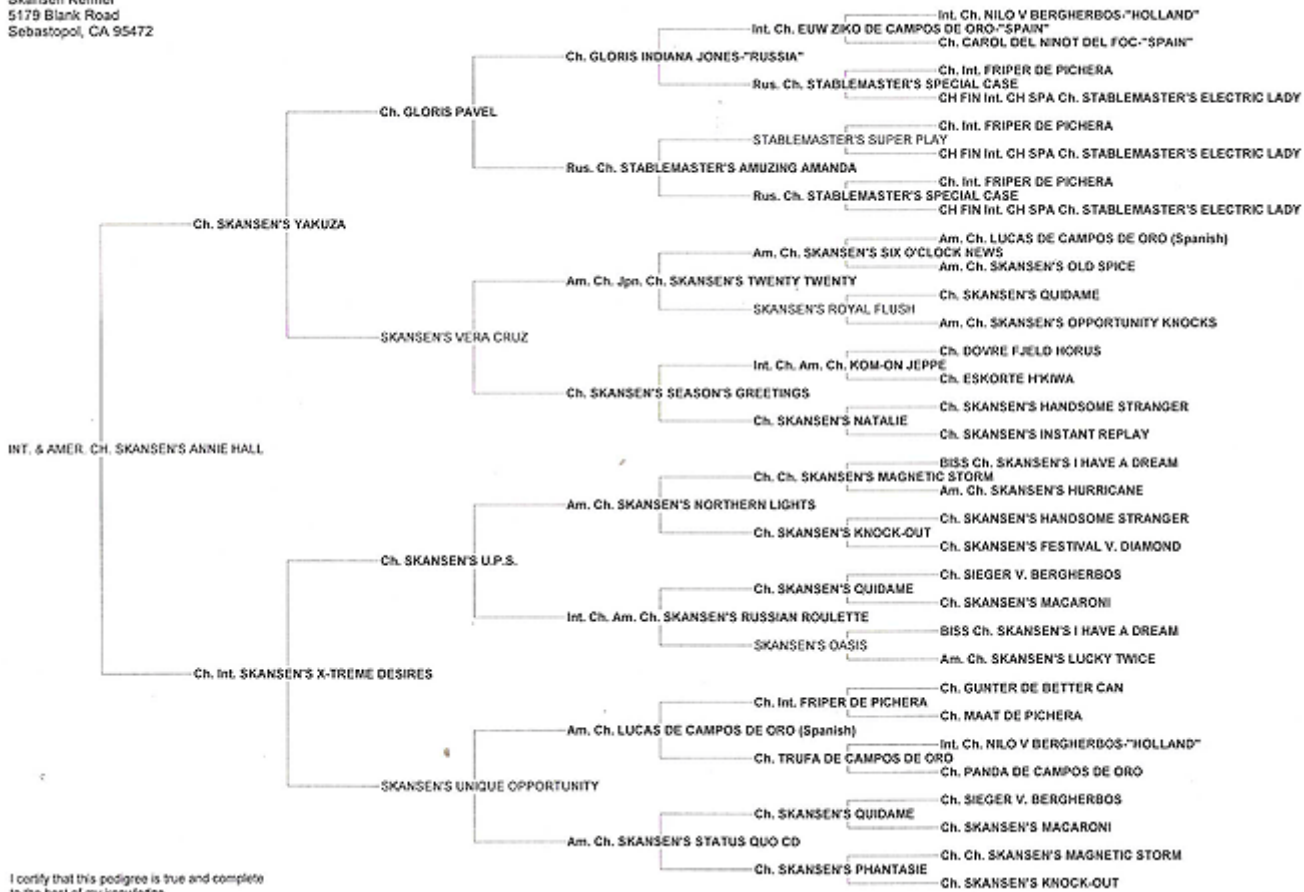 Skansen Kennel
5179 Blank Road
Sebastopol, CA 95472
Int. Ch. NILO V BERGHERBOS-"HOLLAND"
Int. Ch. EUW ZIKO DE CAMPOS DE ORO-"SPAIN"
Ch. CAROL DEL NINOT DEL FOC-"SPAIN"
Ch. GLORIS INDIANA JONES-"RUSSIA"
Ch. Int. FRIPER DE PICHERA
Rus. Ch. STABLEMASTER'S SPECIAL CASE
CH FIN Int. CH SPA Ch. STABLEMASTER'S ELECTRIC LADY
Ch. GLORIS PAVEL
Ch. Int. FRIPER DE PICHERA
STABLEMASTER'S SUPER PLAY
CH FIN Int. CH SPA Ch. STABLEMASTER'S ELECTRIC LADY
Rus. Ch. STABLEMASTER'S AMUZING AMANDA
Ch. Int. FRIPER DE PICHERA
Rus. Ch. STABLEMASTER'S SPECIAL CASE
CH FIN Int. CH SPA Ch. STABLEMASTER'S ELECTRIC LADY
Ch. SKANSEN'S YAKUZA
Am. Ch. LUCAS DE CAMPOS DE ORO (Spanish)
Am. Ch. SKANSEN'S SIX O'CLOCK NEWS
Am. Ch. SKANSEN'S OLD SPICE
Am. Ch. Jpn. Ch. SKANSEN'S TWENTY TWENTY
Ch. SKANSEN'S QUIDAME
SKANSEN'S ROYAL FLUSH
Am. Ch. SKANSEN'S OPPORTUNITY KNOCKS
SKANSEN'S VERA CRUZ
Ch. DOVRE FJELD HORUS
Int. Ch. Am. Ch. KOM-ON JEPPE
Ch. ESKORTE H'KIWA
Ch. SKANSEN'S SEASON'S GREETINGS
Ch. SKANSEN'S HANDSOME STRANGER
Ch. SKANSEN'S NATALIE
Ch. SKANSEN'S INSTANT REPLAY
INT. & AMER. CH. SKANSEN'S ANNIE HALL
BISS Ch. SKANSEN'S I HAVE A DREAM
Ch. Ch. SKANSEN'S MAGNETIC STORM
Am. Ch. SKANSEN'S HURRICANE
Am. Ch. SKANSEN'S NORTHERN LIGHTS
Ch. SKANSEN'S HANDSOME STRANGER
Ch. SKANSEN'S KNOCK-OUT
Ch. SKANSEN'S FESTIVAL V. DIAMOND
Ch. SKANSEN'S U.P.S.
Ch. SIEGER V. BERGHERBOS
Ch. SKANSEN'S QUIDAME
Ch. SKANSEN'S MACARONI
Int. Ch. Am. Ch. SKANSEN'S RUSSIAN ROULETTE
BISS Ch. SKANSEN'S I HAVE A DREAM
SKANSEN'S OASIS
Am. Ch. SKANSEN'S LUCKY TWICE
Ch. Int. SKANSEN'S X-TREME DESIRES
Ch. GUNTER DE BETTER CAN
Ch. Int. FRIPER DE PICHERA
Ch. MAAT DE PICHERA
Am. Ch. LUCAS DE CAMPOS DE ORO (Spanish)
Int. Ch. NILO V BERGHERBOS-"HOLLAND"
Ch. TRUFA DE CAMPOS DE ORO
Ch. PANDA DE CAMPOS DE ORO
SKANSEN'S UNIQUE OPPORTUNITY
Ch. SIEGER V. BERGHERBOS
Ch. SKANSEN'S QUIDAME
Ch. SKANSEN'S MACARONI
Am. Ch. SKANSEN'S STATUS QUO CD
Ch. Ch. SKANSEN'S MAGNETIC STORM
Ch. SKANSEN'S PHANTASIE
Ch. SKANSEN'S KNOCK-OUT
I certify that this pedigree is true and complete
to the best of my knowledge